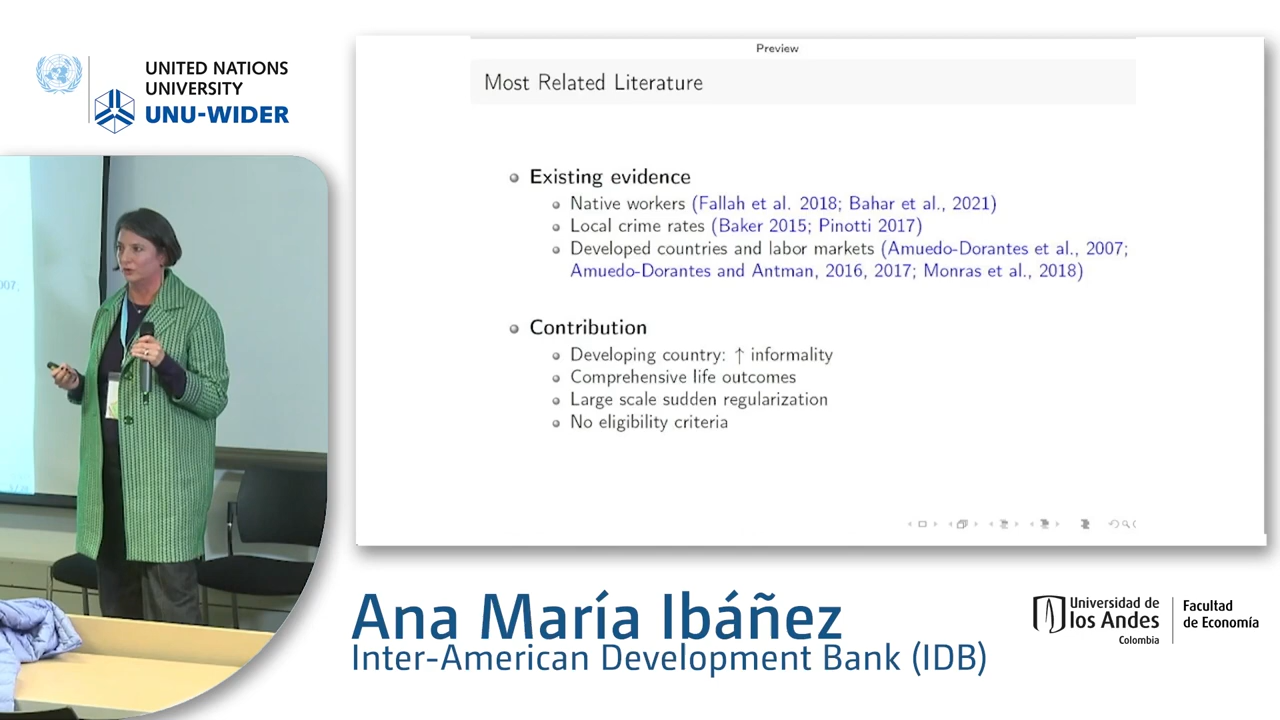 UNITED NATIONS
UNIVERSITY
UNU-WIDER
Preview
Most Related Literature
Existing evidence
Native workers (Fallah et al. 2018; Bahar et al., 2021)
Local crime rates (Baker 2015; Pinotti 2017)
Developed countries and labor markets (Amuedo-Dorantes et al., 2007;
Amuedo-Dorantes and Antman, 2016, 2017; Monras et al., 2018)
Contribution
Developing country: ↑ informality
Comprehensive life outcomes
Large scale sudden regularization
No eligibility criteria
007,
Ana María Ibáñez
Inter-American Development Bank (IDB)
Universidad de
los Andes
Colombia
Facultad
de Economía